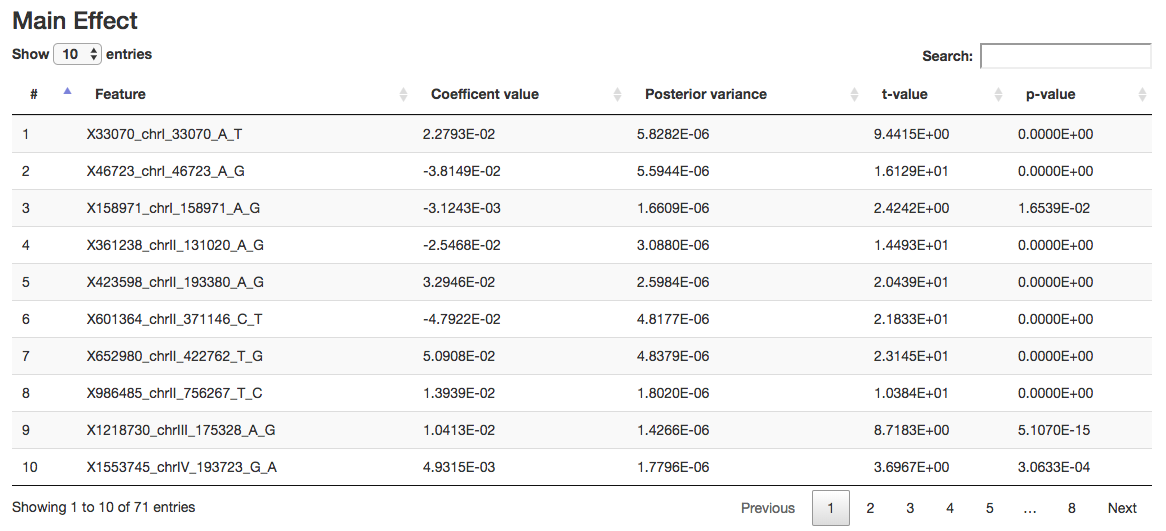 Main Effect
Show 10 entries Search:
# Feature Coefficent value Posterior variance t-value p-value
1 X33070_chrI_33070_A_T 2.2793E-02 5.8282E-06 9.4415E+00 0.0000E+00
2 X46723_chrI_46723_A_G -3.8149E-02 5.5944E-06 1.6129E+01 0.0000E+00
3 X158971_chrI_158971_A_G -3.1243E-03 1.6609E-06 2.4242E+00 1.6539E-02
4 X361238_chrII_131020_A_G -2.5468E-02 3.0880E-06 1.4493E+01 0.0000E+00
5 X423598_chrII_193380_A_G 3.2946E-02 2.5984E-06 2.0439E+01 0.0000E+00
6 X601364_chrII_371146_C_T -4.7922E-02 4.8177E-06 2.1833E+01 0.0000E+00
7 X652980_chrII_422762_T_G 5.0908E-02 4.8379E-06 2.3145E+01 0.0000E+00
8 X986485_chrII_756267_T_C 1.3939E-02 1.8020E-06 1.0384E+01 0.0000E+00
9 X1218730_chrIII_175328_A_G 1.0413E-02 1.4266E-06 8.7183E+00 5.1070E-15
10 X1553745_chrIV_193723_G_A 4.9315E-03 1.7796E-06 3.6967E+00 3.0633E-04
Showing 1 to 10 of 71 entries Previous 1 2 3 4 5 ... 8 Next